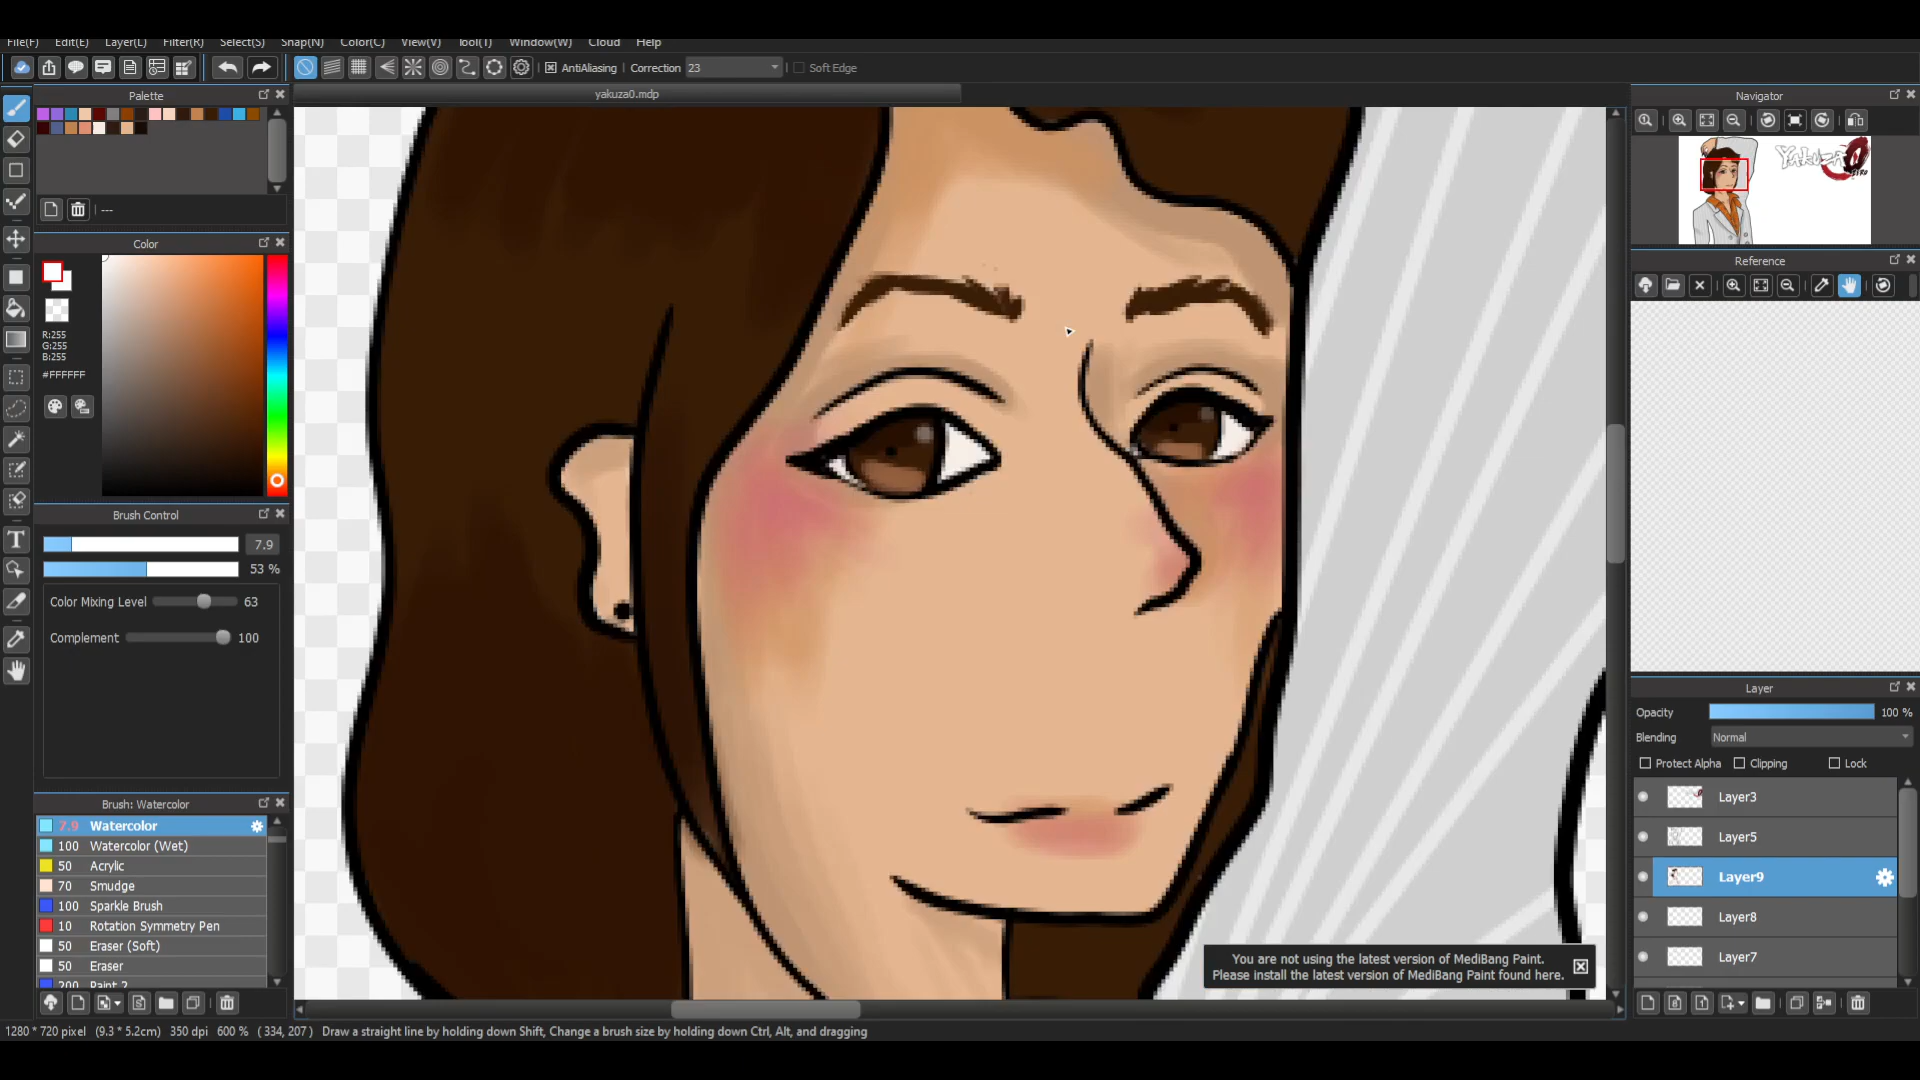 File(F) Edit(E) Layer(L) Filter(R) Select(S) Snap(N) Color(C) View(V) Tool(T) Window(W) Cloud Help
AntiAliasing Correction 23 Soft Edge
Palette
yakuza0.mdp
Navigator
Yakuza 0
---
Color
R:255
G:255
B:255
#FFFFFF
Reference
Brush Control
7.9
53 %
Color Mixing Level 63
Complement 100
Layer
Opacity 100 %
Blending Normal
Protect Alpha Clipping Lock
Layer3
Layer5
Layer9
Layer8
Layer7
Brush: Watercolor
7.9 Watercolor
100 Watercolor (Wet)
50 Acrylic
70 Smudge
100 Sparkle Brush
10 Rotation Symmetry Pen
50 Eraser (Soft)
50 Eraser
200 Paint 2
You are not using the latest version of MediBang Paint.
Please install the latest version of MediBang Paint found here.
1280 * 720 pixel (9.3 * 5.2cm) 350 dpi 600 % ( 334, 207 ) Draw a straight line by holding down Shift, Change a brush size by holding down Ctrl, Alt, and dragging